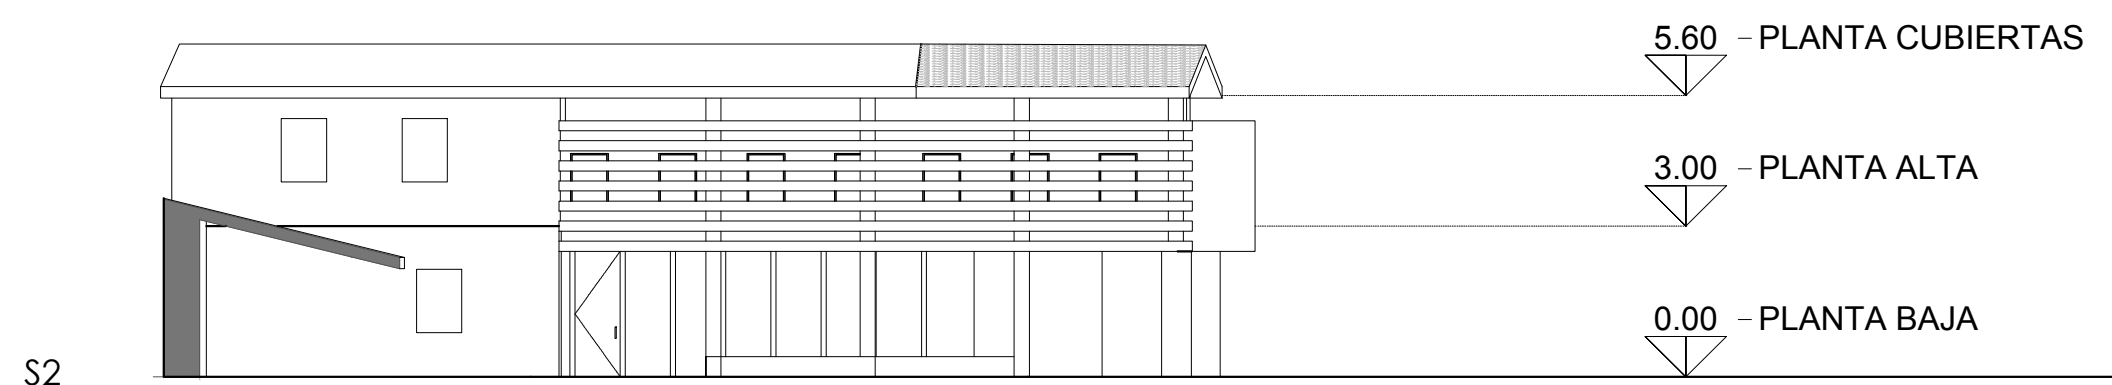 5.60 – PLANTA CUBIERTAS
3.00 – PLANTA ALTA
0.00 – PLANTA BAJA
S2